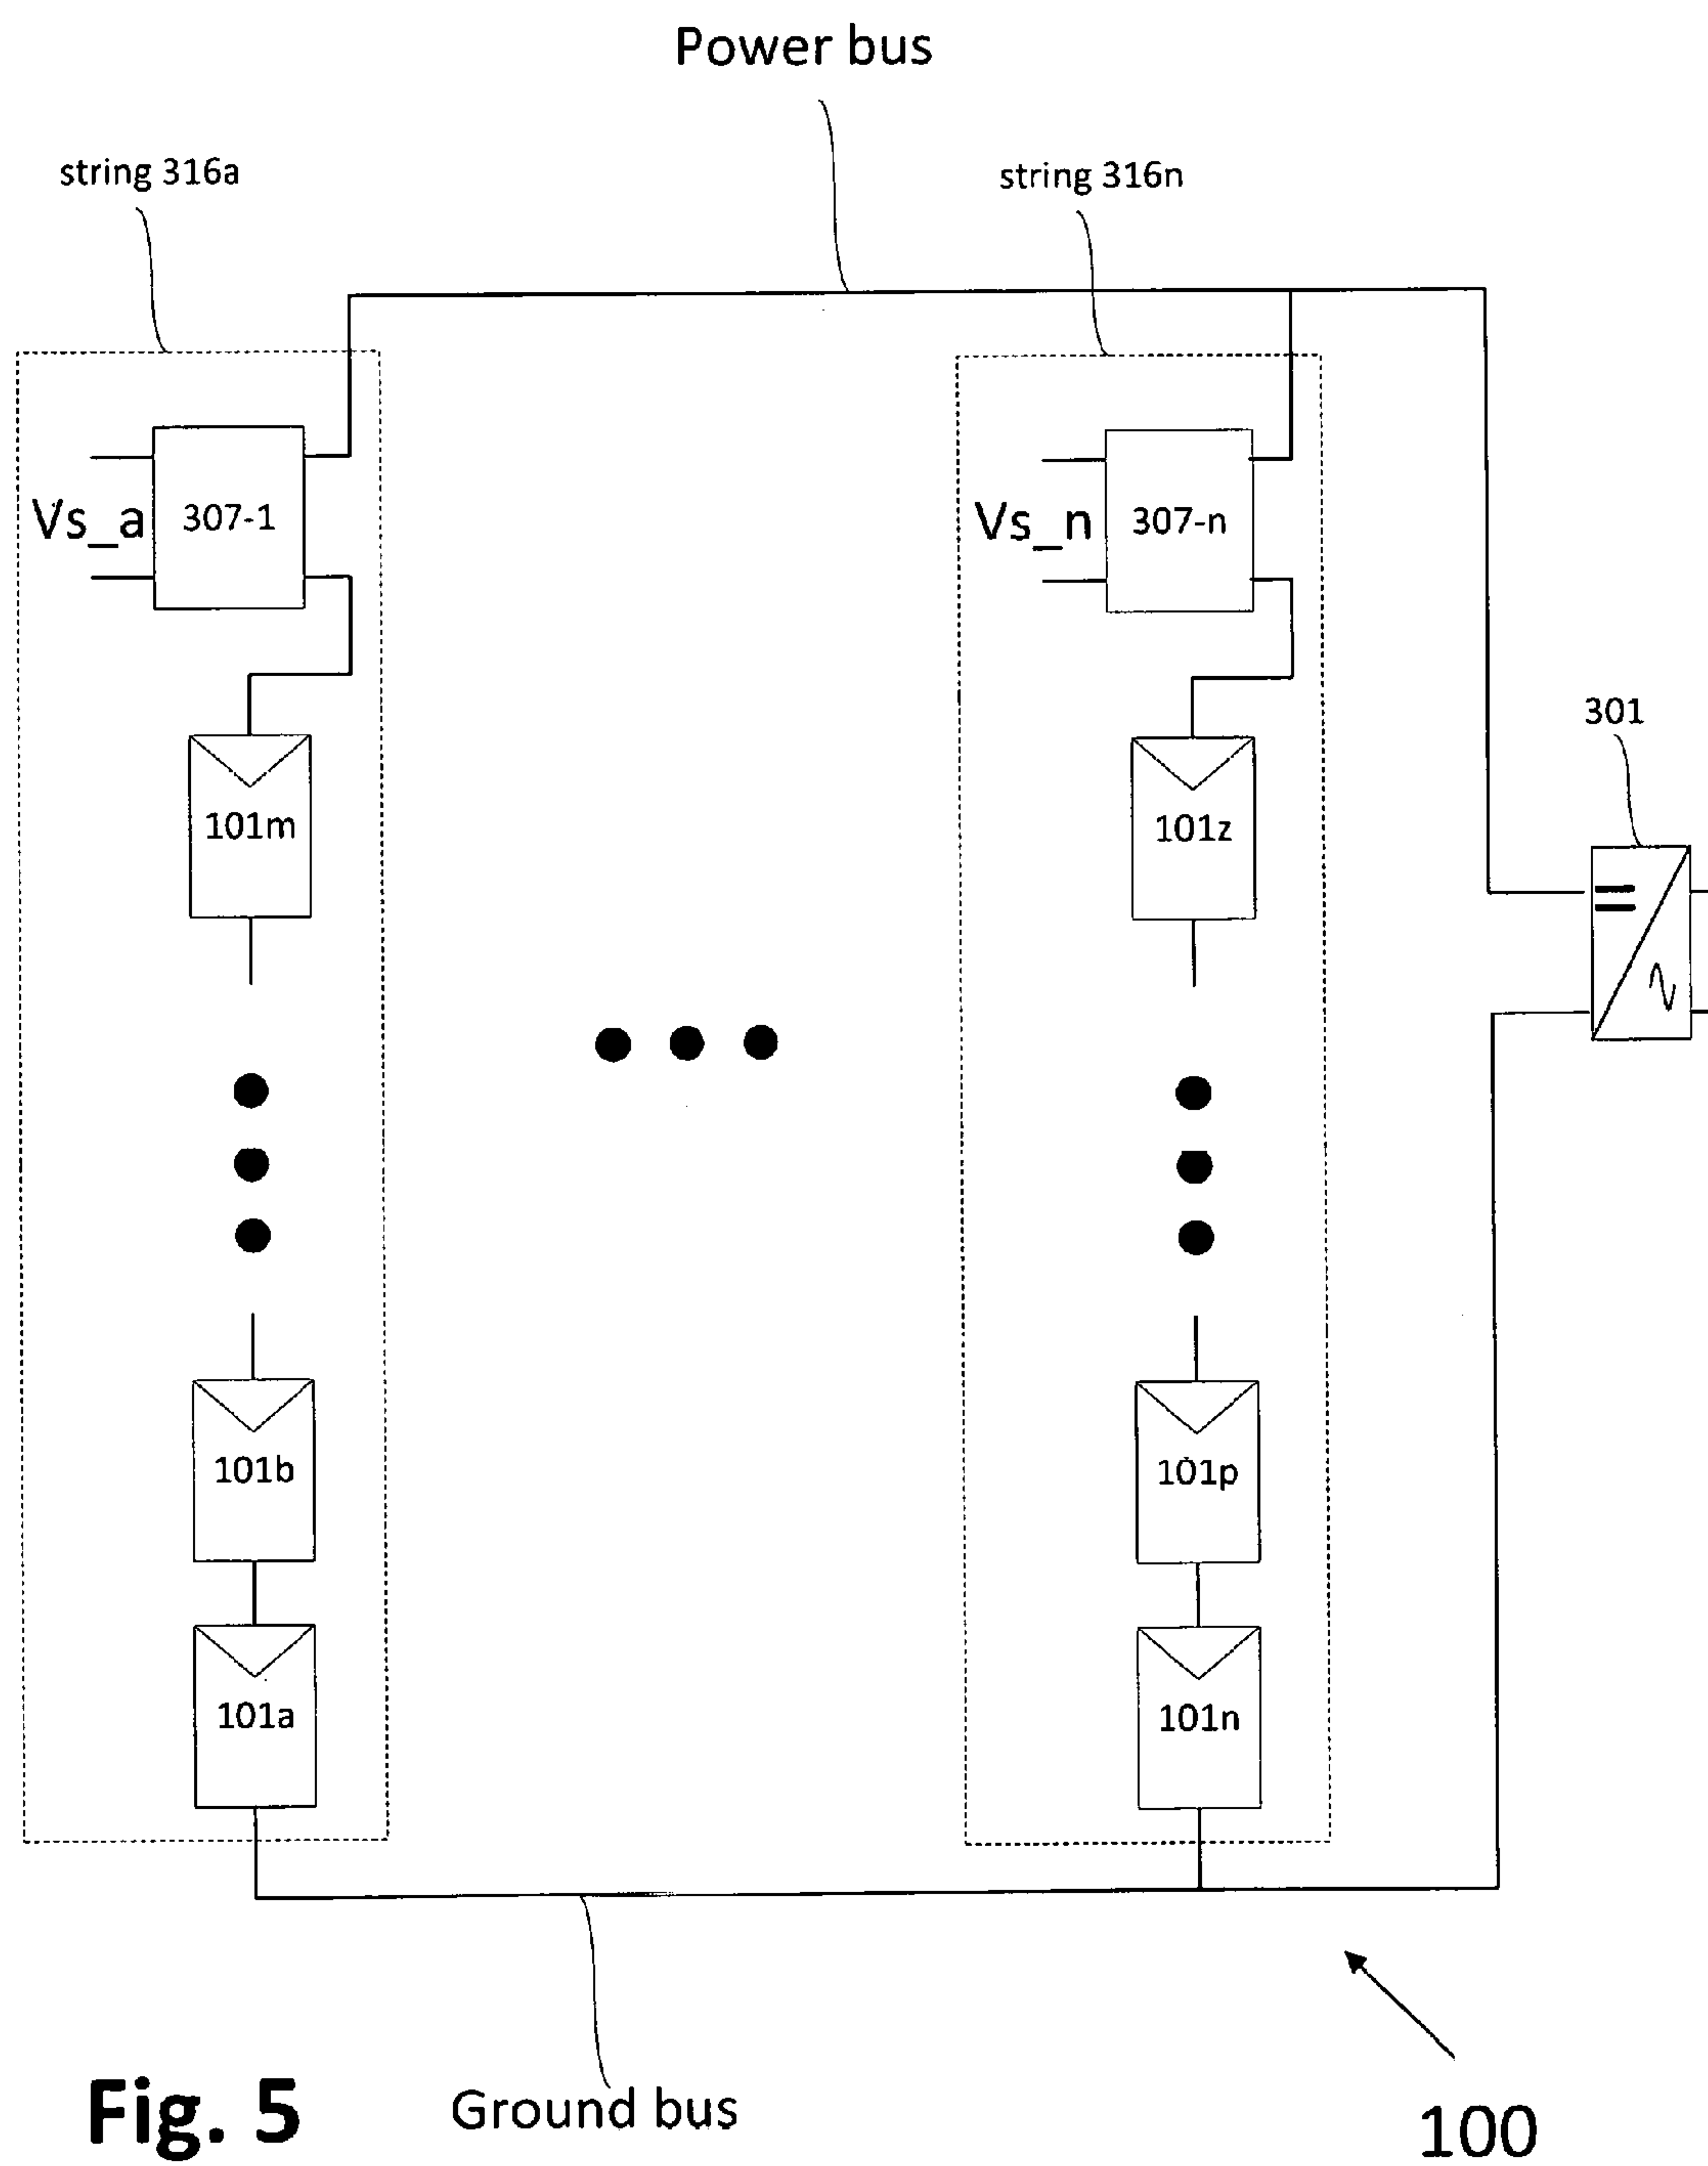 Power bus
string 316a
string 316n
Vs_a
307-1
Vs_n
307-n
301
101m
101z
101b
101p
101a
101n
Fig. 5
Ground bus
100